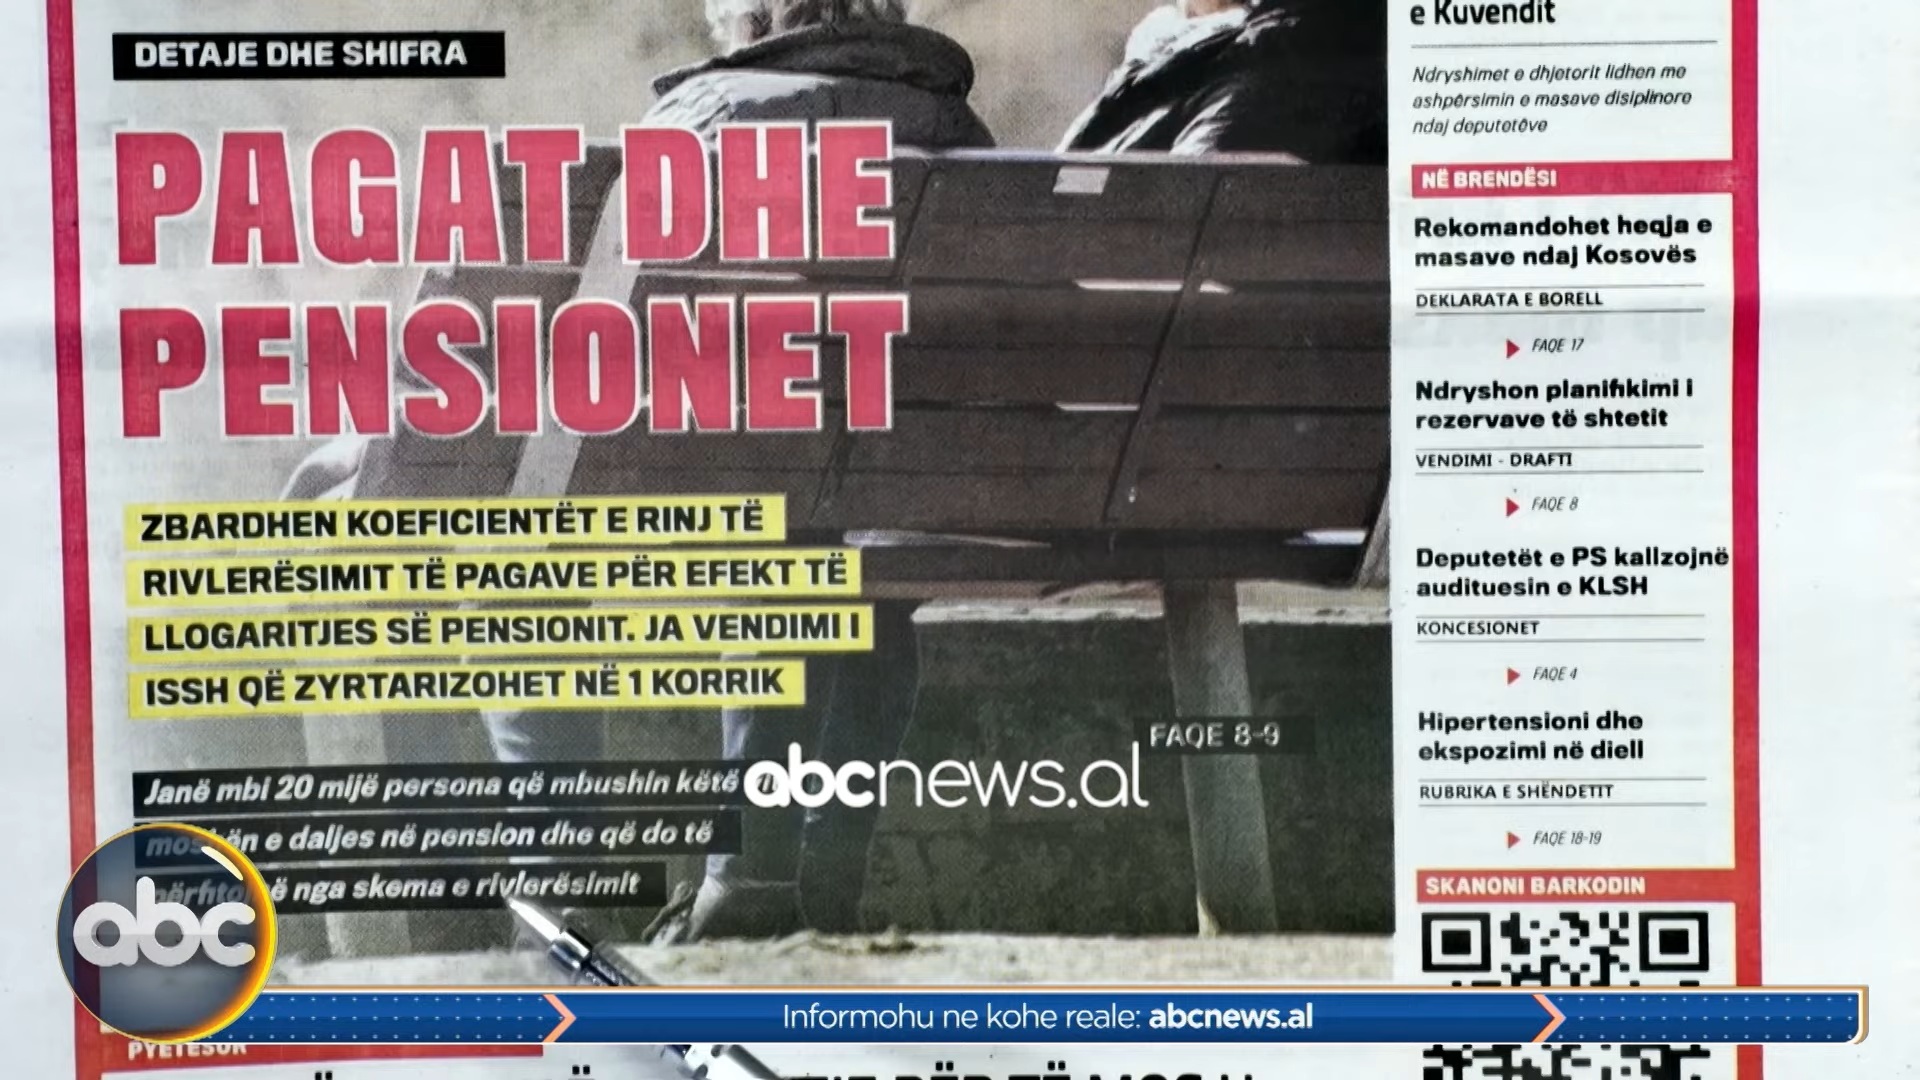 DETAJE DHE SHIFRA
PAGAT DHE
PENSIONET
ZBARDHEN KOEFICIENTËT E RINJ TË
RIVLERËSIMIT TË PAGAVE PËR EFEKT TË
LLOGARITJES SË PENSIONIT. JA VENDIMI I
ISSH QË ZYRTARIZOHET NË 1 KORRIK
FAQE 8-9
Janë mbi 20 mijë persona që mbushin këtë
e daljes në pension dhe që do të
nga skema e rivlerësimit
abcnews.al
e Kuvendit
Ndryshimet e dhjetorit lidhen me
ashpërsimin e masave disiplinore
ndaj deputetëve
NË BRENDËSI
Rekomandohet heqja e
masave ndaj Kosovës
DEKLARATA E BORELL
FAQE 17
Ndryshon planifikimi i
rezervave të shtetit
VENDIMI - DRAFTI
FAQE 8
Deputetët e PS kallzojnë
audituesin e KLSH
KONCESIONET
FAQE 4
Hipertensioni dhe
ekspozimi në diell
RUBRIKA E SHËNDETIT
FAQE 18-19
SKANONI BARKODIN
abc
Informohu ne kohe reale: abcnews.al
PYETËSOR